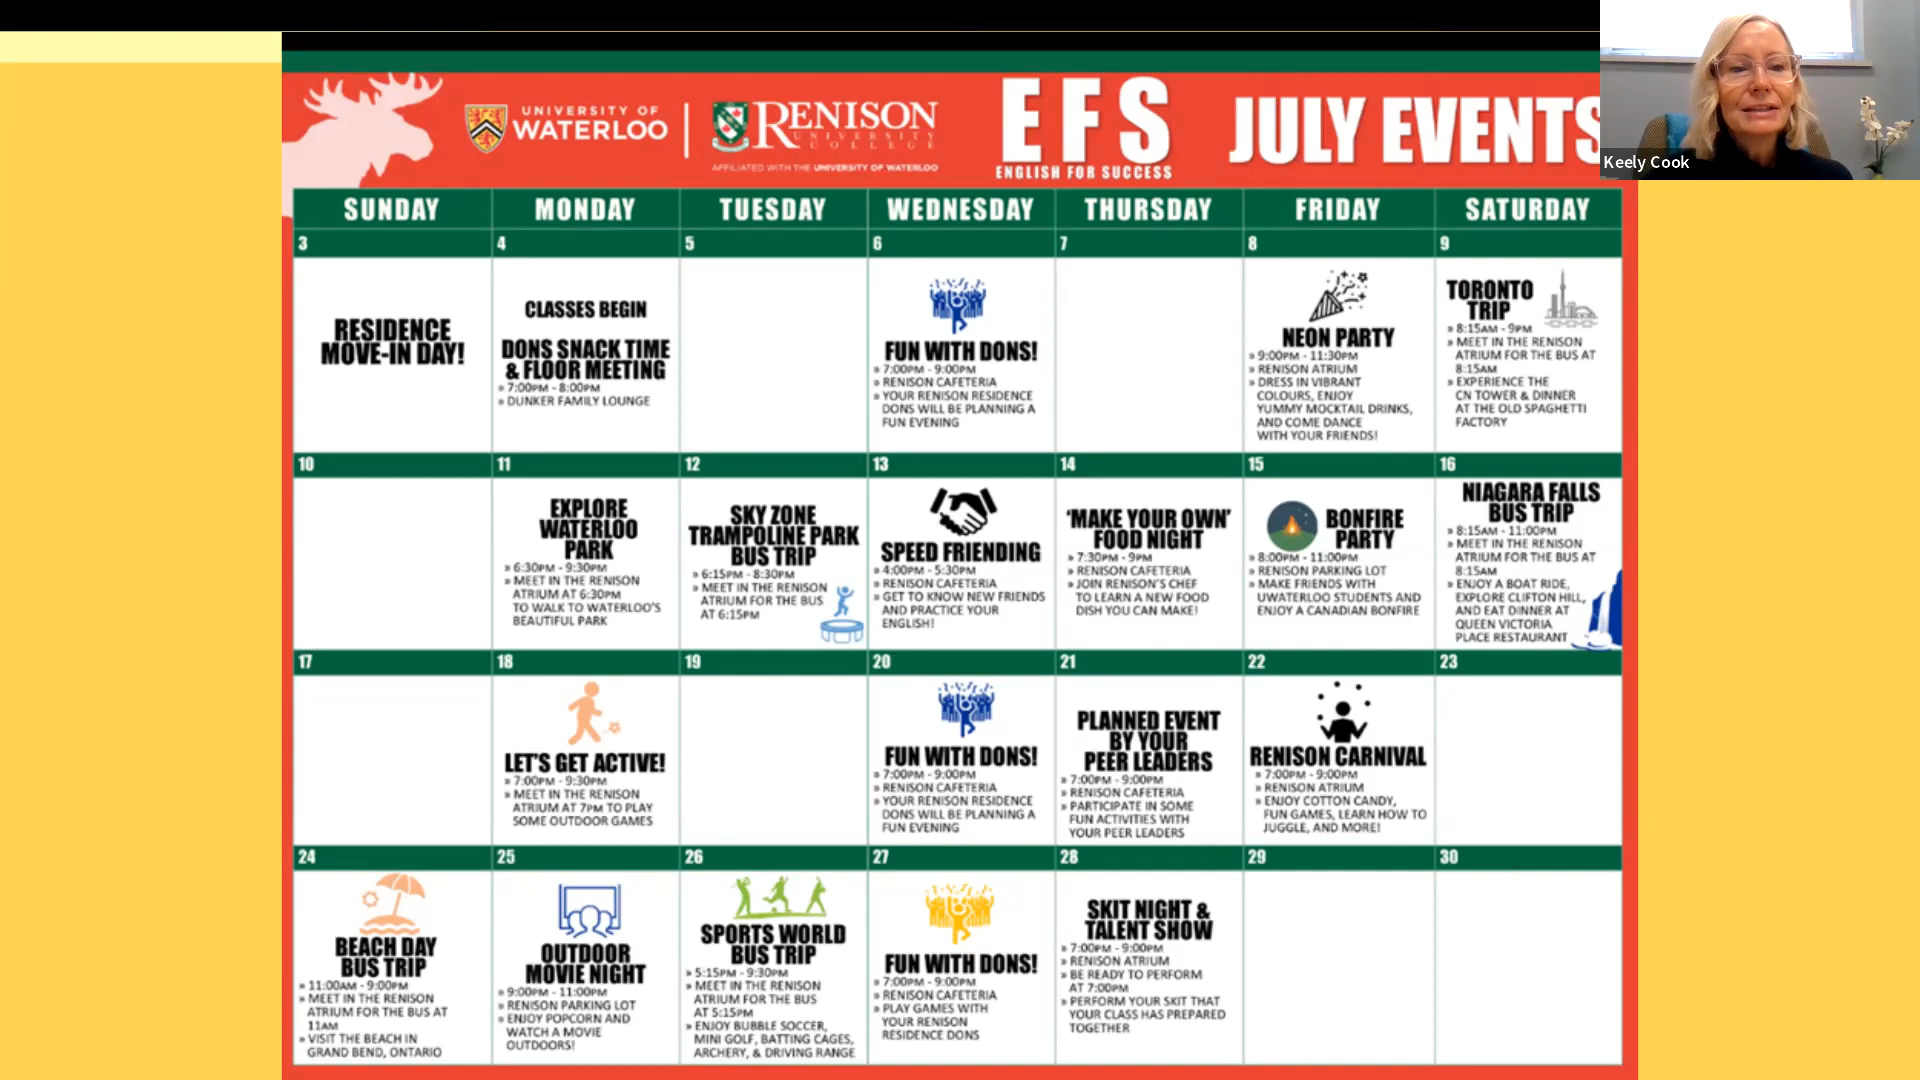 UNIVERSITY OF
WATERLOO
RENISON
UNIVERSITY
COLLEGE
AFFILIATED WITH THE UNIVERSITY OF WATERLOO
EFS
ENGLISH FOR SUCCESS
JULY EVENTS
Keely Cook
SUNDAY MONDAY TUESDAY WEDNESDAY THURSDAY FRIDAY SATURDAY
3 4 5 6 7 8 9
RESIDENCE
MOVE-IN DAY!
CLASSES BEGIN
DONS SNACK TIME
& FLOOR MEETING
» 7:00PM - 8:00PM
» DUNKER FAMILY LOUNGE
FUN WITH DONS!
» 7:00PM - 9:00PM
» RENISON CAFETERIA
» YOUR RENISON RESIDENCE
DONS WILL BE PLANNING A
FUN EVENING
NEON PARTY
» 9:00PM - 11:30PM
» RENISON ATRIUM
» DRESS IN VIBRANT
COLOURS, ENJOY
YUMMY MOCKTAIL DRINKS,
AND COME DANCE
WITH YOUR FRIENDS!
TORONTO
TRIP
» 8:15AM - 9PM
» MEET IN THE RENISON
ATRIUM FOR THE BUS AT
8:15AM
» EXPERIENCE THE
CN TOWER & DINNER
AT THE OLD SPAGHETTI
FACTORY
10 11 12 13 14 15 16
EXPLORE
WATERLOO
PARK
» 6:30PM - 9:30PM
» MEET IN THE RENISON
ATRIUM AT 6:30PM
TO WALK TO WATERLOO'S
BEAUTIFUL PARK
SKY ZONE
TRAMPOLINE PARK
BUS TRIP
» 6:15PM - 8:30PM
» MEET IN THE RENISON
ATRIUM FOR THE BUS
AT 6:15PM
SPEED FRIENDING
» 4:00PM - 5:30PM
» RENISON CAFETERIA
» GET TO KNOW NEW FRIENDS
AND PRACTICE YOUR
ENGLISH!
'MAKE YOUR OWN'
FOOD NIGHT
» 7:30PM - 9PM
» RENISON CAFETERIA
» JOIN RENISON'S CHEF
TO LEARN A NEW FOOD
DISH YOU CAN MAKE!
BONFIRE
PARTY
» 8:00PM - 11:00PM
» RENISON PARKING LOT
» MAKE FRIENDS WITH
UWATERLOO STUDENTS AND
ENJOY A CANADIAN BONFIRE
NIAGARA FALLS
BUS TRIP
» 8:15AM - 11:00PM
» MEET IN THE RENISON
ATRIUM FOR THE BUS AT
8:15AM
» ENJOY A BOAT RIDE,
EXPLORE CLIFTON HILL,
AND EAT DINNER AT
QUEEN VICTORIA
PLACE RESTAURANT
17 18 19 20 21 22 23
LET'S GET ACTIVE!
» 7:00PM - 9:30PM
» MEET IN THE RENISON
ATRIUM AT 7PM TO PLAY
SOME OUTDOOR GAMES
FUN WITH DONS!
» 7:00PM - 9:00PM
» RENISON CAFETERIA
» YOUR RENISON RESIDENCE
DONS WILL BE PLANNING A
FUN EVENING
PLANNED EVENT
BY YOUR
PEER LEADERS
» 7:00PM - 9:00PM
» RENISON CAFETERIA
» PARTICIPATE IN SOME
FUN ACTIVITIES WITH
YOUR PEER LEADERS
RENISON CARNIVAL
» 7:00PM - 9:00PM
» RENISON ATRIUM
» ENJOY COTTON CANDY,
FUN GAMES, LEARN HOW TO
JUGGLE, AND MORE!
24 25 26 27 28 29 30
BEACH DAY
BUS TRIP
» 11:00AM - 9:00PM
» MEET IN THE RENISON
ATRIUM FOR THE BUS AT
11AM
» VISIT THE BEACH IN
GRAND BEND, ONTARIO
OUTDOOR
MOVIE NIGHT
» 9:00PM - 11:00PM
» RENISON PARKING LOT
» ENJOY POPCORN AND
WATCH A MOVIE
OUTDOORS!
SPORTS WORLD
BUS TRIP
» 5:15PM - 9:30PM
» MEET IN THE RENISON
ATRIUM FOR THE BUS
AT 5:15PM
» ENJOY BUBBLE SOCCER,
MINI GOLF, BATTING CAGES,
ARCHERY, & DRIVING RANGE
FUN WITH DONS!
» 7:00PM - 9:00PM
» RENISON CAFETERIA
» PLAY GAMES WITH
YOUR RENISON
RESIDENCE DONS
SKIT NIGHT &
TALENT SHOW
» 7:00PM - 9:00PM
» RENISON ATRIUM
» BE READY TO PERFORM
AT 7:00PM
» PERFORM YOUR SKIT THAT
YOUR CLASS HAS PREPARED
TOGETHER